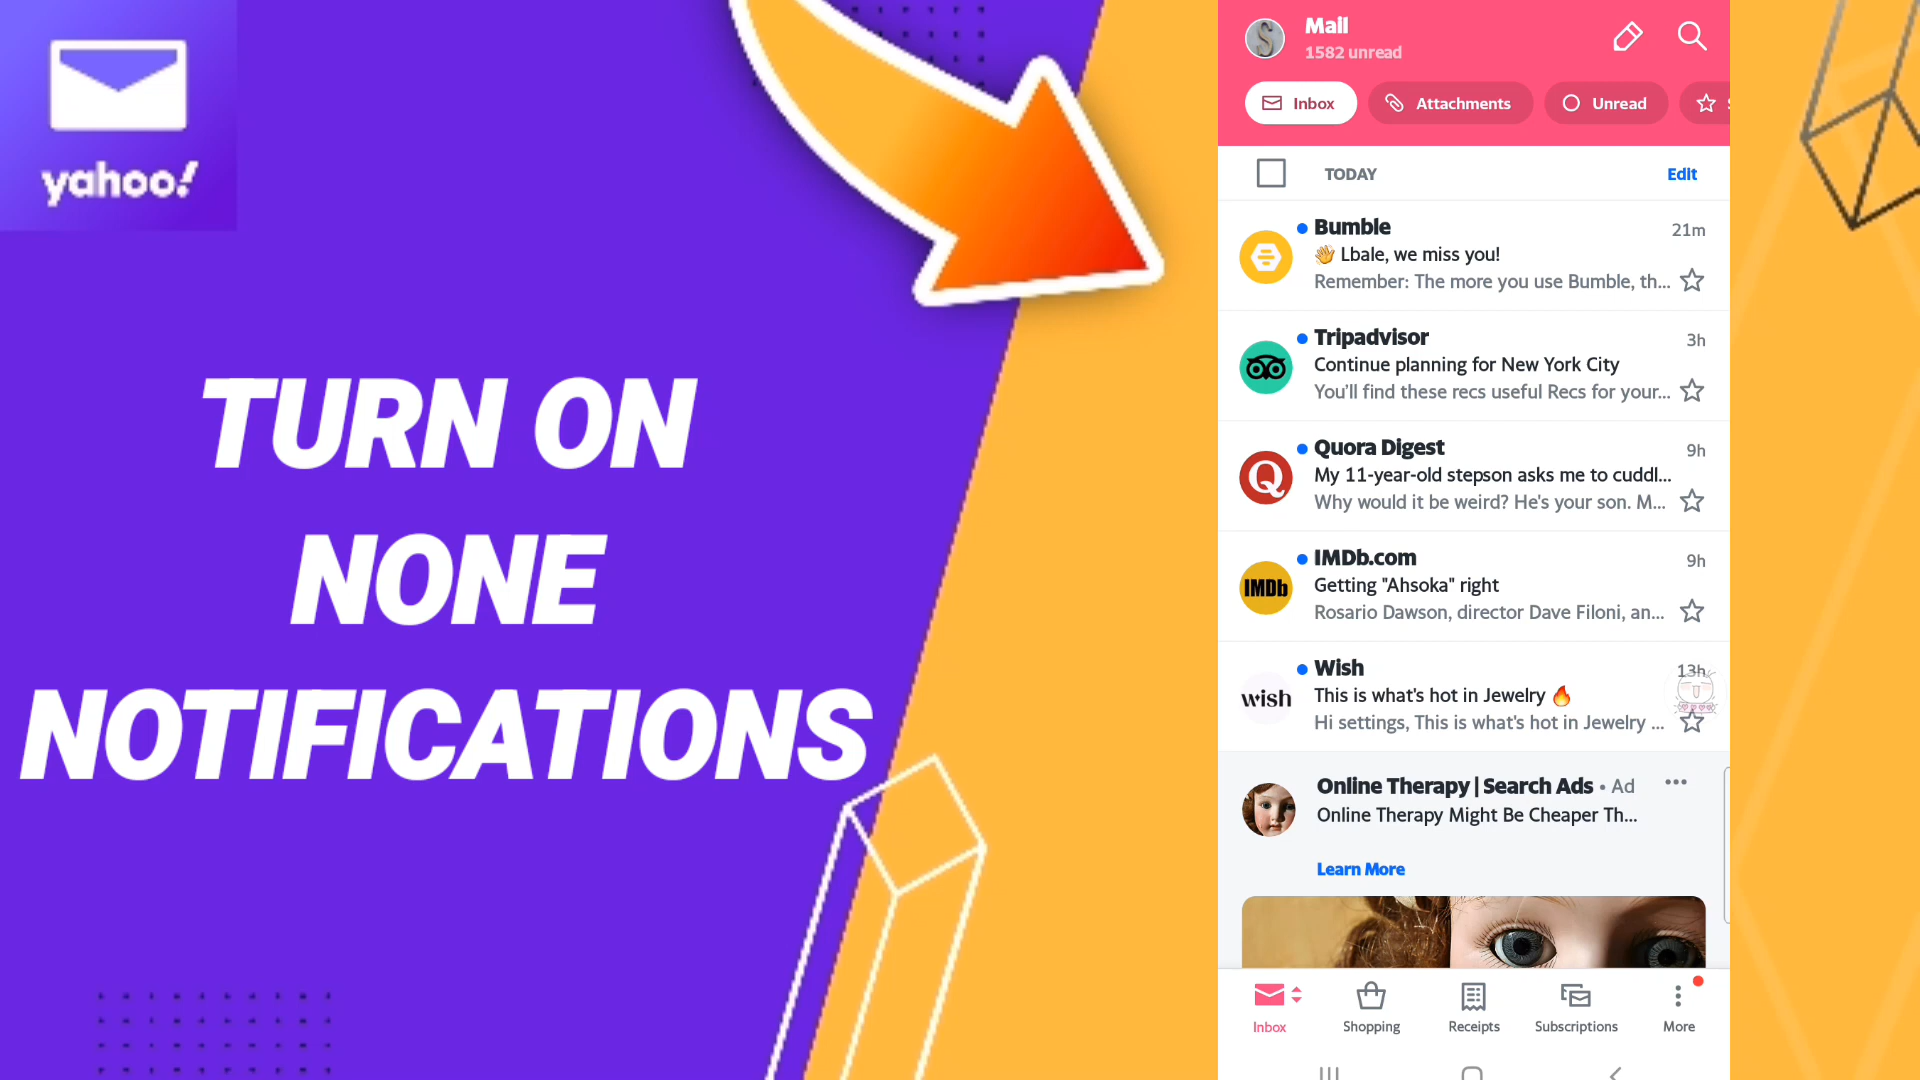 yahoo!
TURN ON
NONE
NOTIFICATIONS
Mail
1582 unread
Inbox
Attachments
Unread
TODAY
Edit
Bumble
21m
👋 Lbale, we miss you!
Remember: The more you use Bumble, th...
Tripadvisor
3h
Continue planning for New York City
You'll find these recs useful Recs for your...
Quora Digest
9h
My 11-year-old stepson asks me to cuddl...
Why would it be weird? He's your son. M...
IMDb
IMDb.com
9h
Getting "Ahsoka" right
Rosario Dawson, director Dave Filoni, an...
wish
Wish
13h
This is what's hot in Jewelry 🔥
Hi settings, This is what's hot in Jewelry ...
Online Therapy | Search Ads • Ad
Online Therapy Might Be Cheaper Th...
Learn More
Inbox
Shopping
Receipts
Subscriptions
More